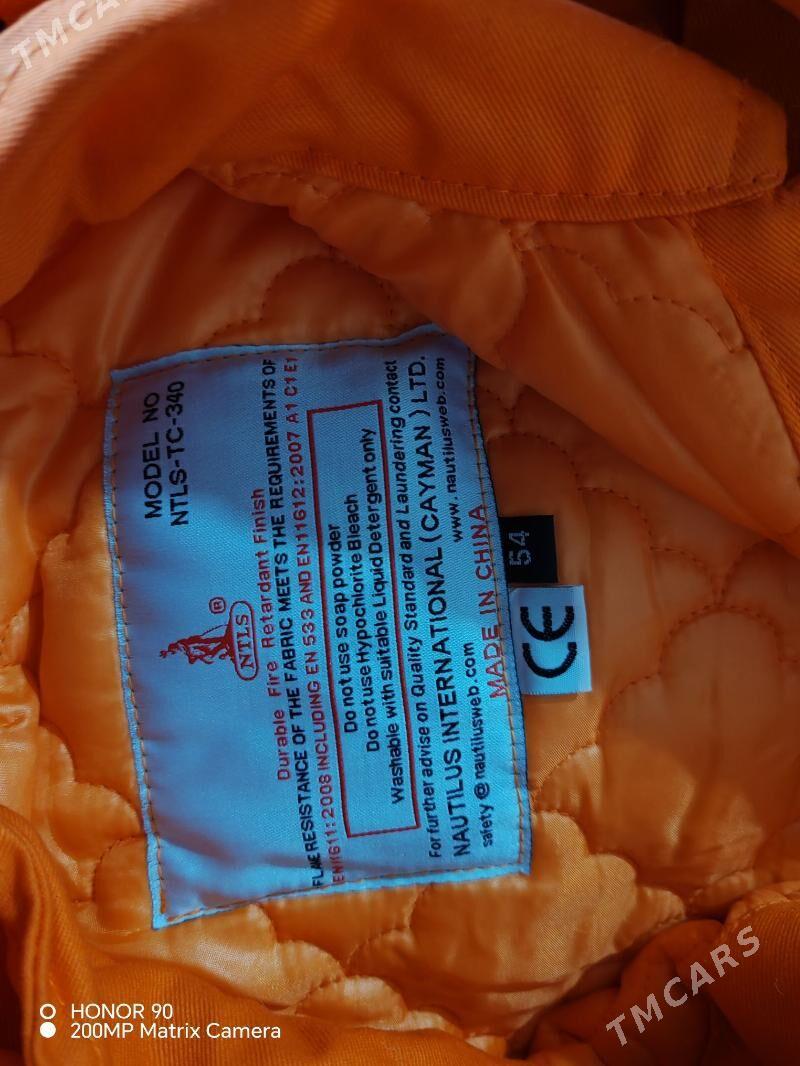 TMCARS
MODEL NO
NTLS-TC-340
NTLS ®
Durable Fire Retardant Finish
FLAME RESISTANCE OF THE FABRIC MEETS THE REQUIREMENTS OF
EN11611:2008 INCLUDING EN 533 AND EN11612:2007 A1 C1 E1
Do not use soap powder
Do not use Hypochlorite Bleach
Washable with suitable Liquid Detergent only
For further advise on Quality Standard and Laundering contact
NAUTILUS INTERNATIONAL (CAYMAN) LTD.
safety@nautilusweb.com www.nautilusweb.com
MADE IN CHINA
54
CE
TMCARS
HONOR 90
200MP Matrix Camera